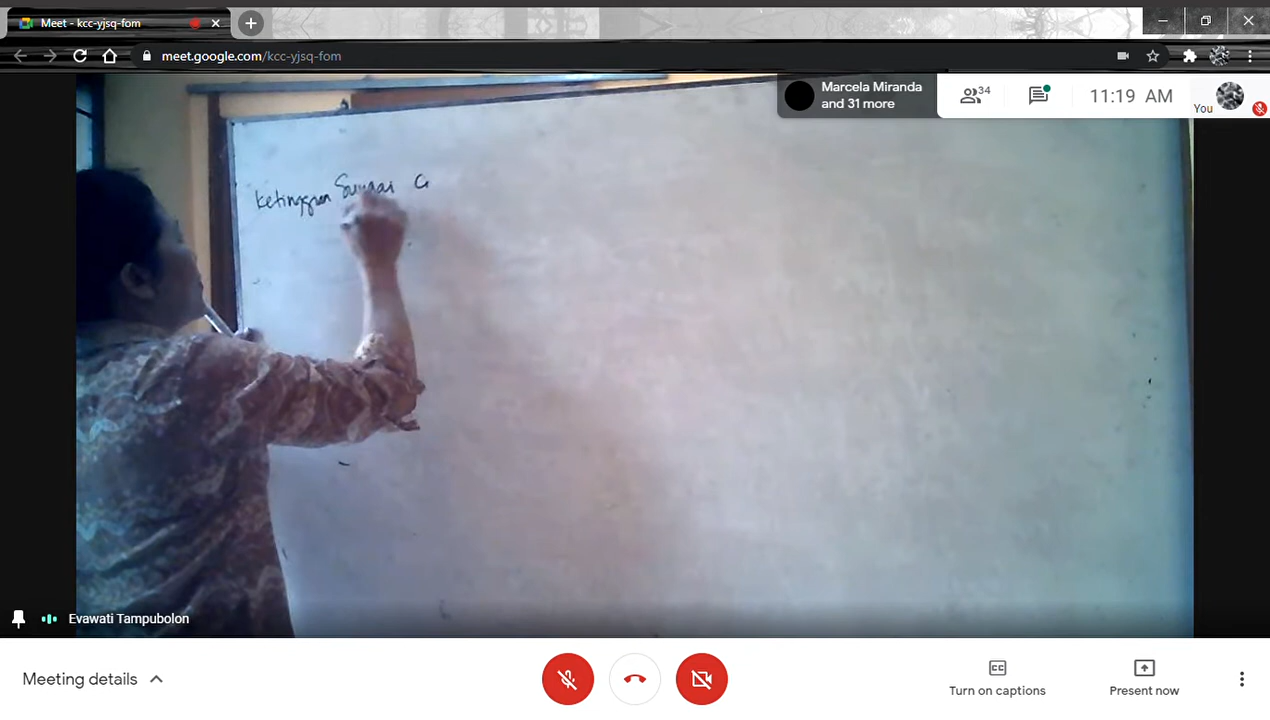 Meet - kcc-yjsq-fom
meet.google.com/kcc-yjsq-fom
Marcela Miranda
and 31 more
34
11:19 AM
You
Sungai G
Evawati Tampubolon
Meeting details
CC
Turn on captions
Present now